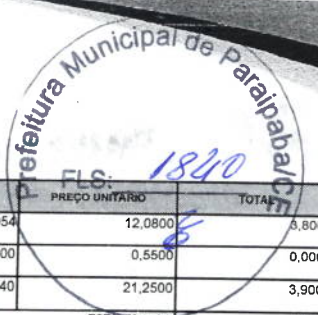 Prefeitura Municipal de Paraipaba/CE
FLS: 1840
PREÇO UNITÁRIO TOTAL
12,0800
0,5500
21,2500